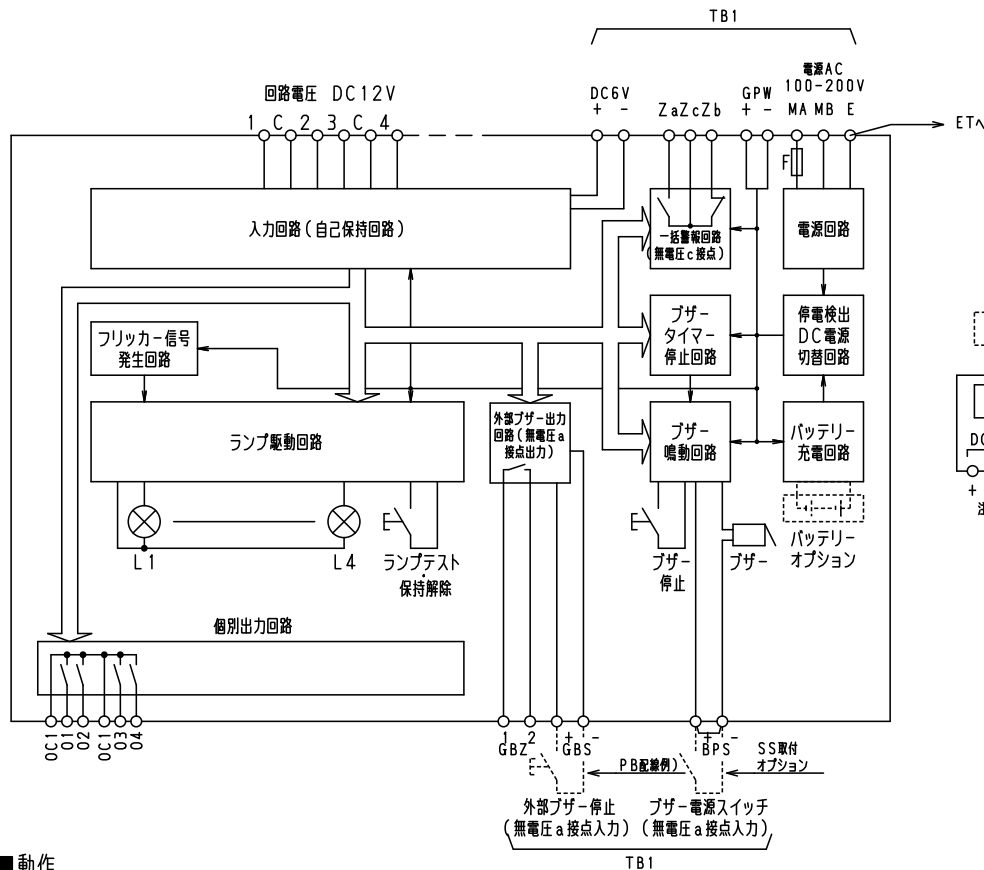 TB1
回路電圧 DC12V
1 C 2 3 C 4
DC6V
+ -
Za Zc Zb
GPW
+ -
電源AC
100-200V
MA MB E
ETへ
F
入力回路(自己保持回路)
一括警報回路
(無電圧c接点)
電源回路
フリッカー信号
発生回路
ブザー
タイマー
停止回路
停電検出
DC電源
切替回路
ランプ駆動回路
外部ブザー出力
回路(無電圧a
接点出力)
ブザー
鳴動回路
バッテリー
充電回路
DC
+
L1
L4
ランプテスト
・
保持解除
ブザー
停止
ブザー
バッテリー
オプション
個別出力回路
OC1 O1 O2 OC1 O3 O4
1 2
GBZ
+ -
GBS
+ -
BPS
PB配線例)
SS取付
オプション
外部ブザー停止
(無電圧a接点入力)
ブザー電源スイッチ
(無電圧a接点入力)
TB1
■動作